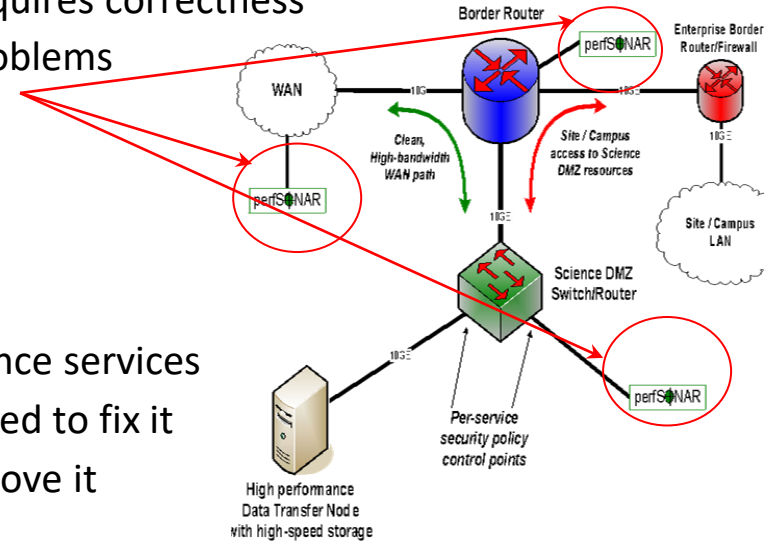 quires correctness
oblems
Border Router
perfSONAR
Enterprise Border
Router/Firewall
WAN
10GE
10GE
10GE
Clean,
High-bandwidth
WAN path
Site / Campus
access to Science
DMZ resources
perfSONAR
10GE
Site / Campus
LAN
Science DMZ
Switch/Router
10GE
perfSONAR
nce services
ed to fix it
ove it
Per-service
security policy
control points
High performance
Data Transfer Node
with high-speed storage